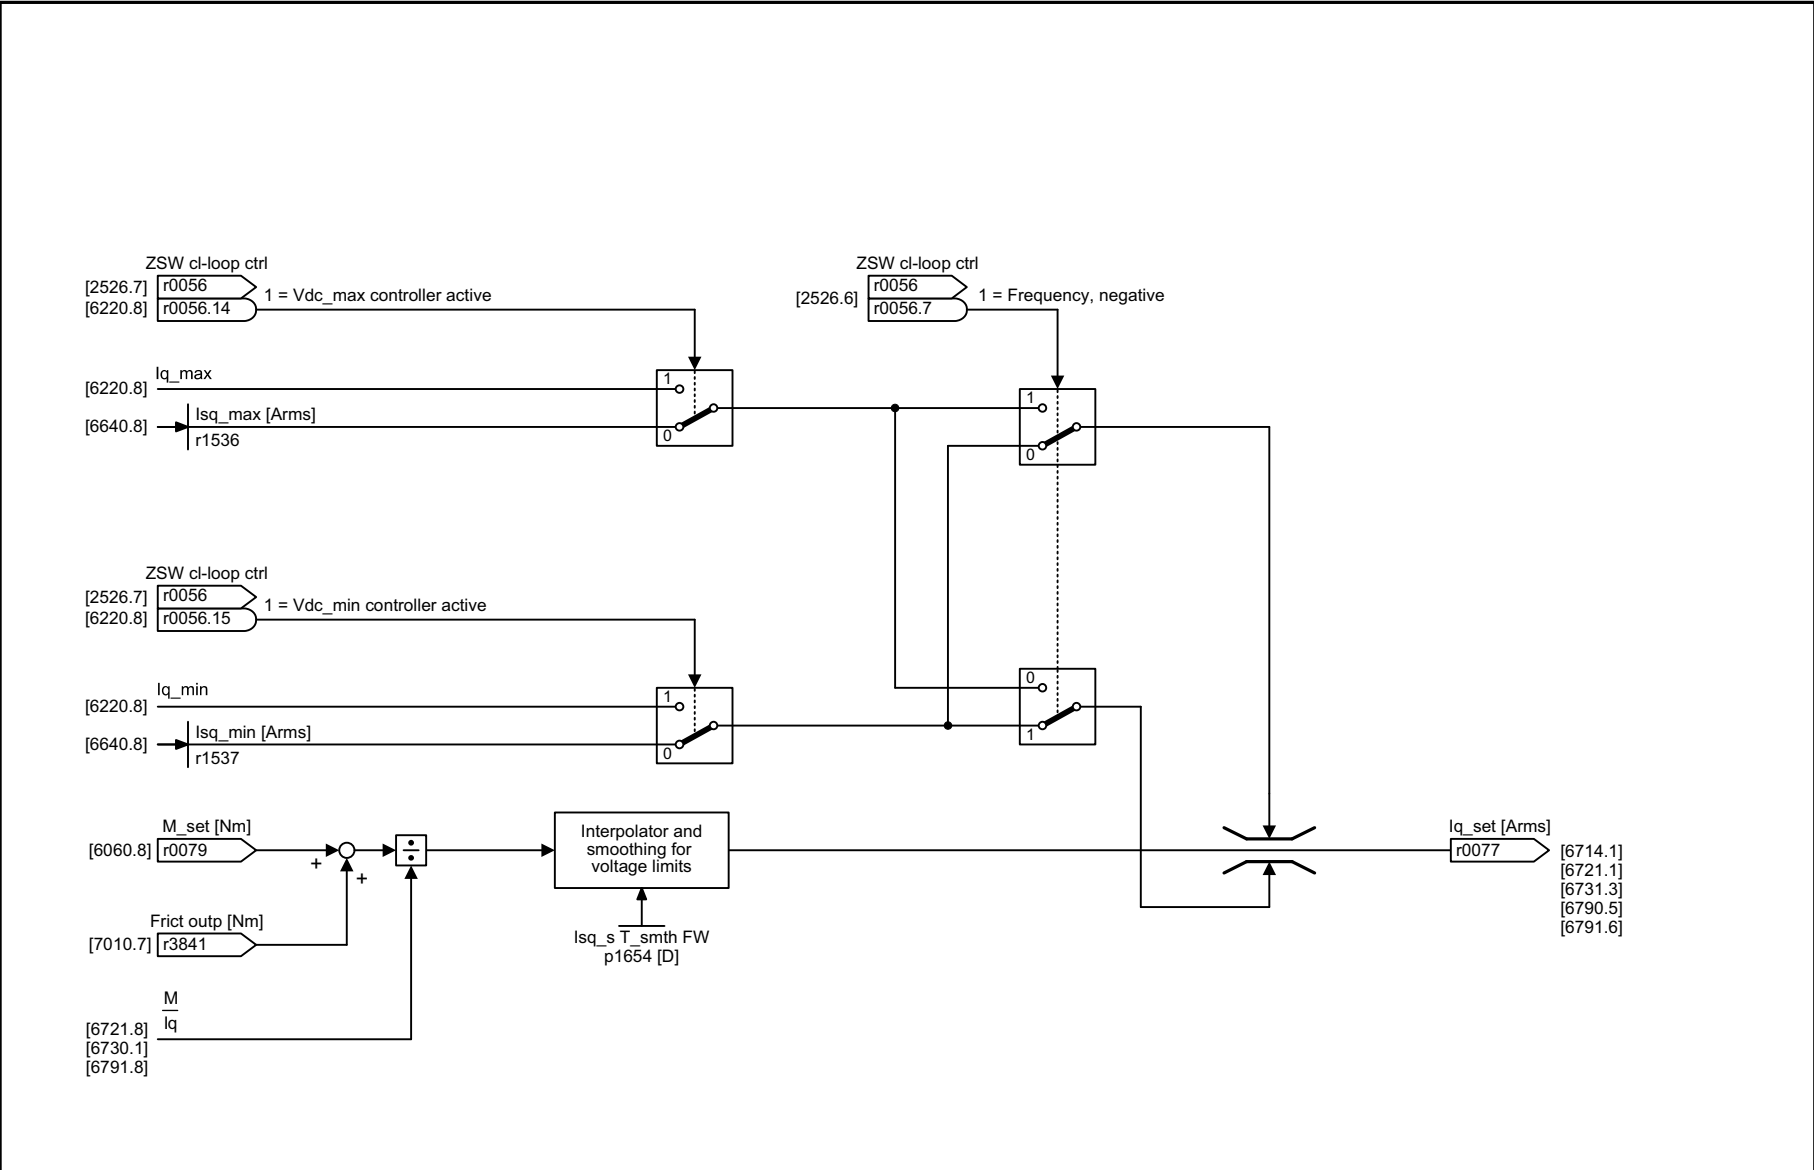 ZSW cl-loop ctrl
[2526.7] r0056
[6220.8] r0056.14
1 = Vdc_max controller active
ZSW cl-loop ctrl
r0056
[2526.6] r0056.7
1 = Frequency, negative
Iq_max
[6220.8]
1
Isq_max [Arms]
[6640.8]
r1536
0
1
0
ZSW cl-loop ctrl
[2526.7] r0056
[6220.8] r0056.15
1 = Vdc_min controller active
Iq_min
[6220.8]
1
Isq_min [Arms]
[6640.8]
r1537
0
0
1
M_set [Nm]
[6060.8] r0079
+
+
÷
Interpolator and
smoothing for
voltage limits
Isq_s T_smth FW
p1654 [D]
Frict outp [Nm]
[7010.7] r3841
M
Iq
[6721.8]
[6730.1]
[6791.8]
Iq_set [Arms]
r0077
[6714.1]
[6721.1]
[6731.3]
[6790.5]
[6791.6]